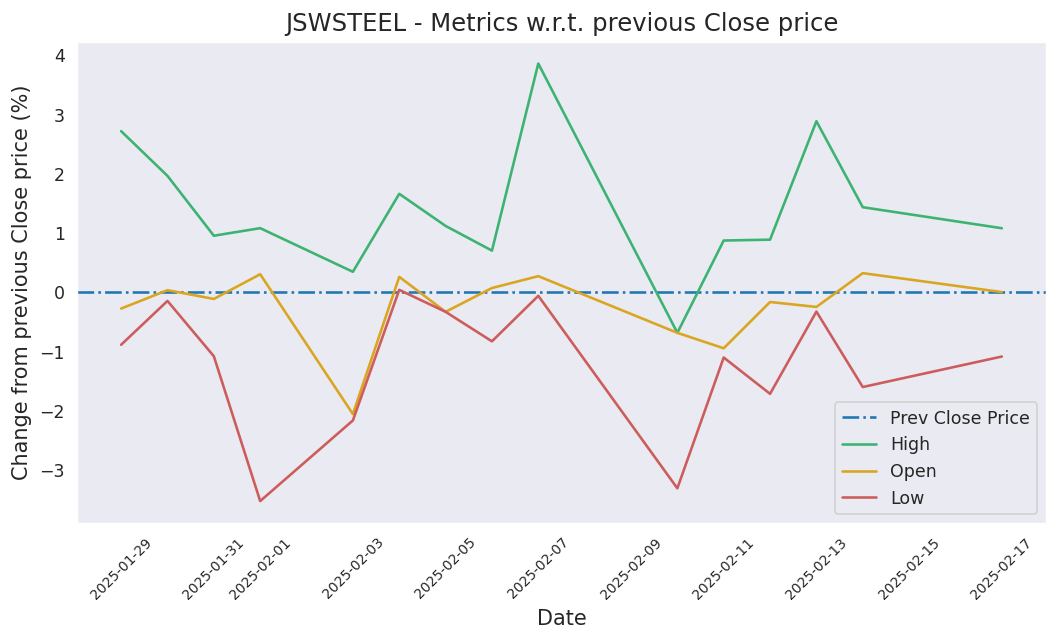 JSWSTEEL - Metrics w.r.t. previous Close price
Change from previous Close price (%)
4
3
2
1
0
−1
−2
−3
Prev Close Price
High
Open
Low
2025-01-29
2025-01-31
2025-02-01
2025-02-03
2025-02-05
2025-02-07
2025-02-09
2025-02-11
2025-02-13
2025-02-15
2025-02-17
Date